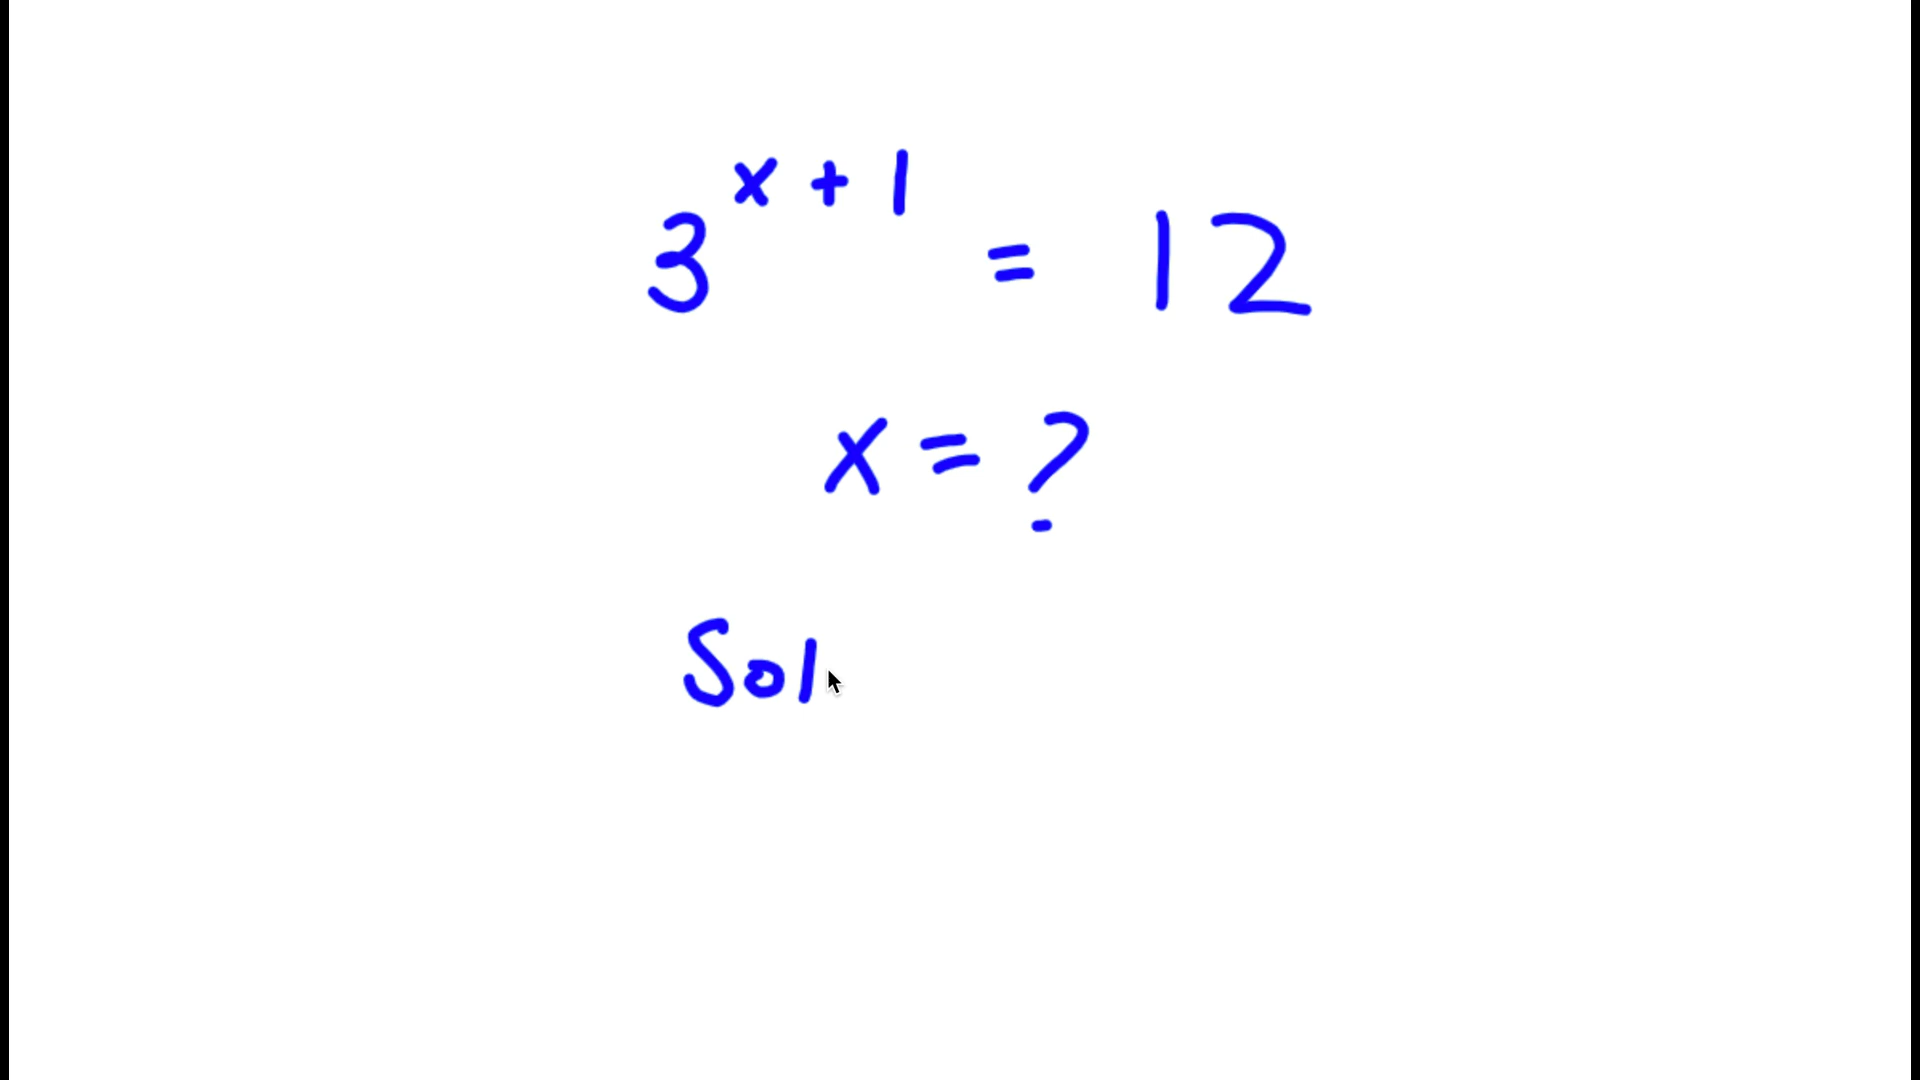 3^{x+1} = 12
x = ?
Sol